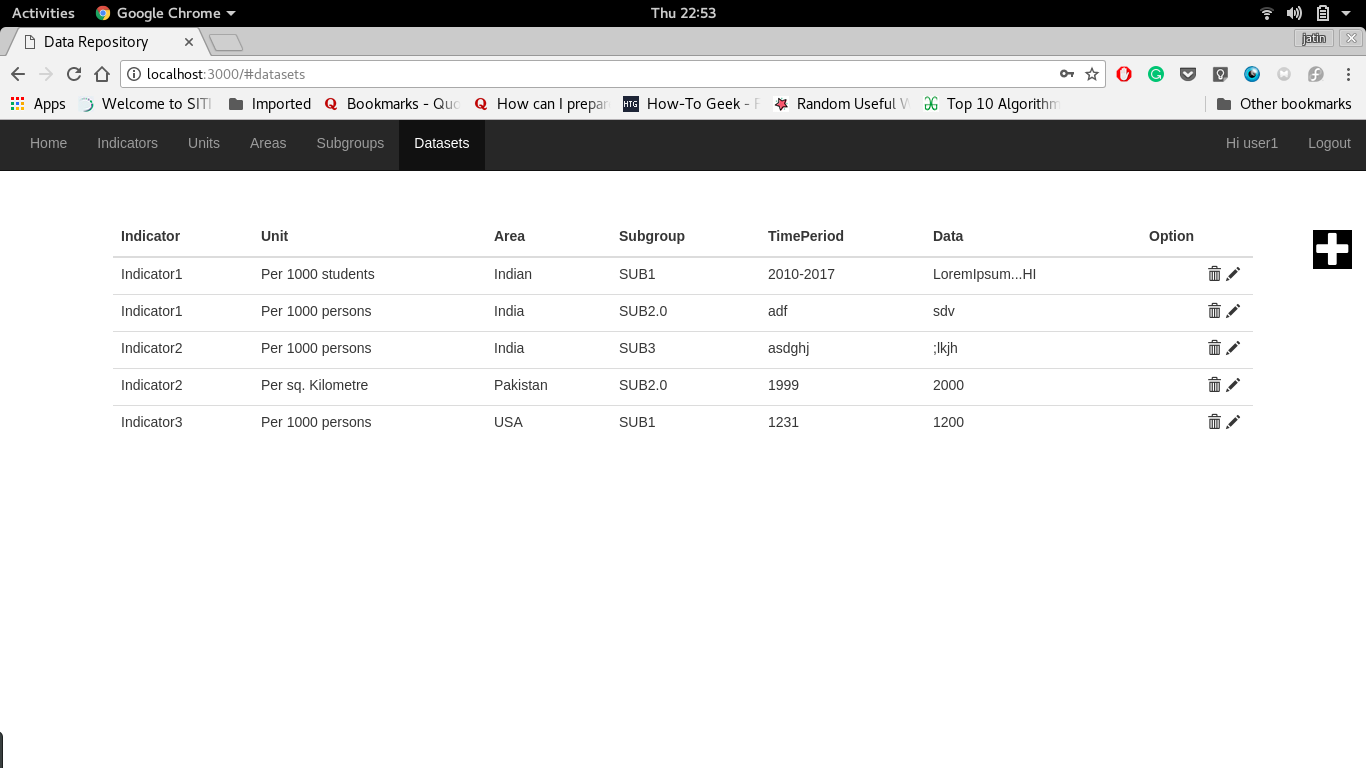 Activities Google Chrome Thu 22:53
Data Repository jatin
localhost:3000/#datasets
Apps Welcome to SITI Imported Bookmarks - Quo How can I prepar HTG How-To Geek - F Random Useful W Top 10 Algorithm Other bookmarks
Home Indicators Units Areas Subgroups Datasets Hi user1 Logout
Indicator Unit Area Subgroup TimePeriod Data Option
Indicator1 Per 1000 students Indian SUB1 2010-2017 LoremIpsum...HI
Indicator1 Per 1000 persons India SUB2.0 adf sdv
Indicator2 Per 1000 persons India SUB3 asdghj ;lkjh
Indicator2 Per sq. Kilometre Pakistan SUB2.0 1999 2000
Indicator3 Per 1000 persons USA SUB1 1231 1200